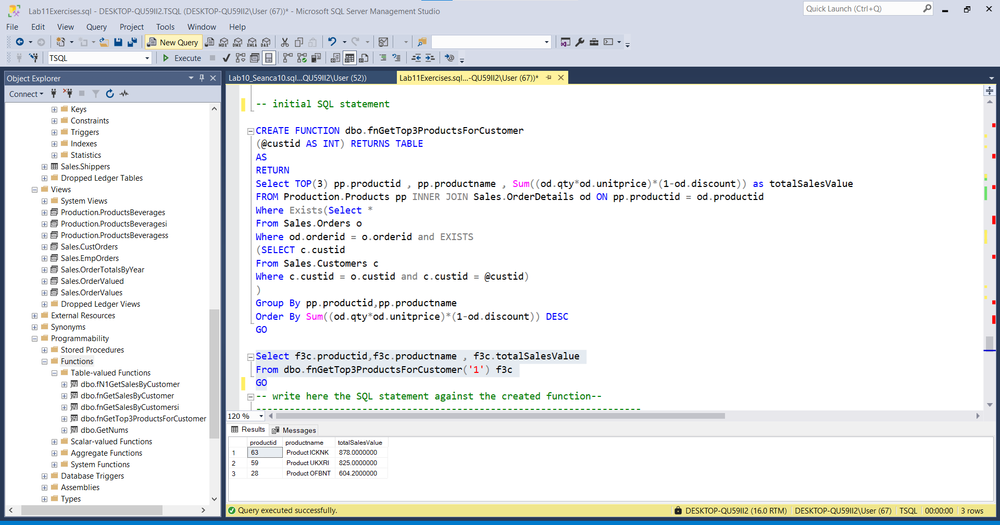 Lab11Exercises.sql - DESKTOP-QU59II2.TSQL (DESKTOP-QU59II2\User (67))* - Microsoft SQL Server Management Studio
Quick Launch (Ctrl+Q)
File Edit View Query Project Tools Window Help
New Query
MDX DMX XMLA DAX
TSQL
Execute
Object Explorer
Connect
Keys
Constraints
Triggers
Indexes
Statistics
Sales.Shippers
Dropped Ledger Tables
Views
System Views
Production.ProductsBeverages
Production.ProductsBeveragesi
Production.ProductsBeveragess
Sales.CustOrders
Sales.EmpOrders
Sales.OrderTotalsByYear
Sales.OrderValued
Sales.OrderValues
Dropped Ledger Views
External Resources
Synonyms
Programmability
Stored Procedures
Functions
Table-valued Functions
dbo.fN1GetSalesByCustomer
dbo.fnGetSalesByCustomer
dbo.fnGetSalesByCustomersi
dbo.fnGetTop3ProductsForCustomer
dbo.GetNums
Scalar-valued Functions
Aggregate Functions
System Functions
Database Triggers
Assemblies
Types
Lab10_Seanca10.sql...QU59II2\User (52))
Lab11Exercises.sql...-QU59II2\User (67))*
-- initial SQL statement
CREATE FUNCTION dbo.fnGetTop3ProductsForCustomer
(@custid AS INT) RETURNS TABLE
AS
RETURN
Select TOP(3) pp.productid , pp.productname , Sum((od.qty*od.unitprice)*(1-od.discount)) as totalSalesValue
FROM Production.Products pp INNER JOIN Sales.OrderDetails od ON pp.productid = od.productid
Where Exists(Select *
From Sales.Orders o
Where od.orderid = o.orderid and EXISTS
(SELECT c.custid
From Sales.Customers c
Where c.custid = o.custid and c.custid = @custid)
)
Group By pp.productid,pp.productname
Order By Sum((od.qty*od.unitprice)*(1-od.discount)) DESC
GO
Select f3c.productid,f3c.productname , f3c.totalSalesValue
From dbo.fnGetTop3ProductsForCustomer('1') f3c
GO
-- write here the SQL statement against the created function--
---------------------------------------------------------------------
120 %
Results Messages
productid productname totalSalesValue
1 63 Product ICKNK 878.0000000
2 59 Product UKXRI 825.0000000
3 28 Product OFBNT 604.2000000
Query executed successfully.
DESKTOP-QU59II2 (16.0 RTM) DESKTOP-QU59II2\User (67) TSQL 00:00:00 3 rows